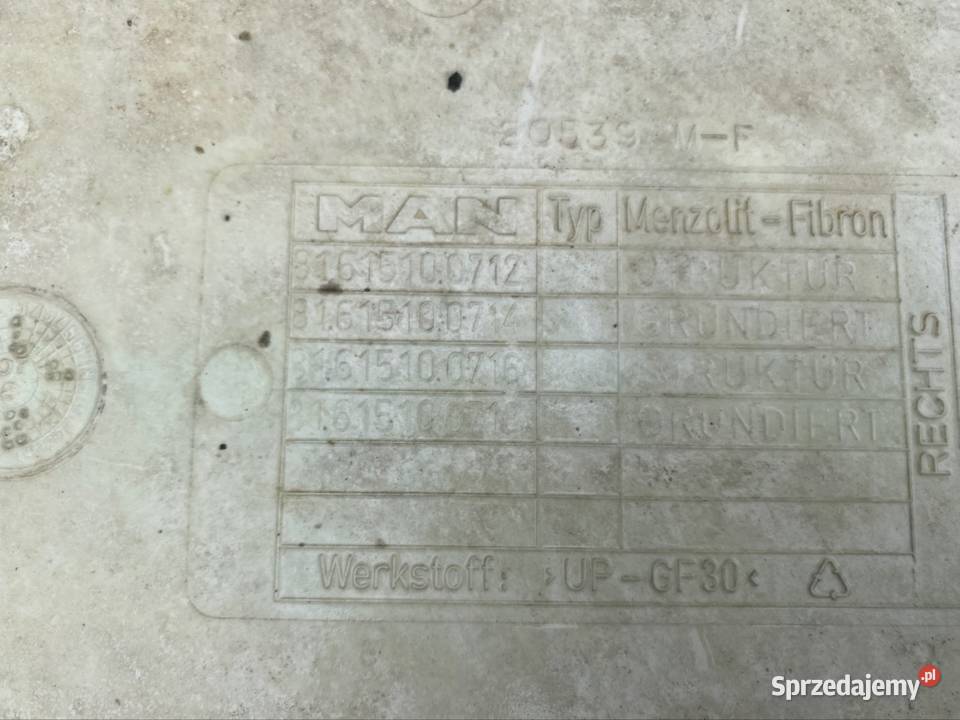 20539 M-F
MAN Typ Menzolit-Fibron
81.61510.0712 STRUKTUR
81.61510.0714 GRUNDIERT
81.61510.0716 STRUKTUR
GRUNDIERT
RECHTS
Werkstoff: >UP-GF30<
Sprzedajemy.pl